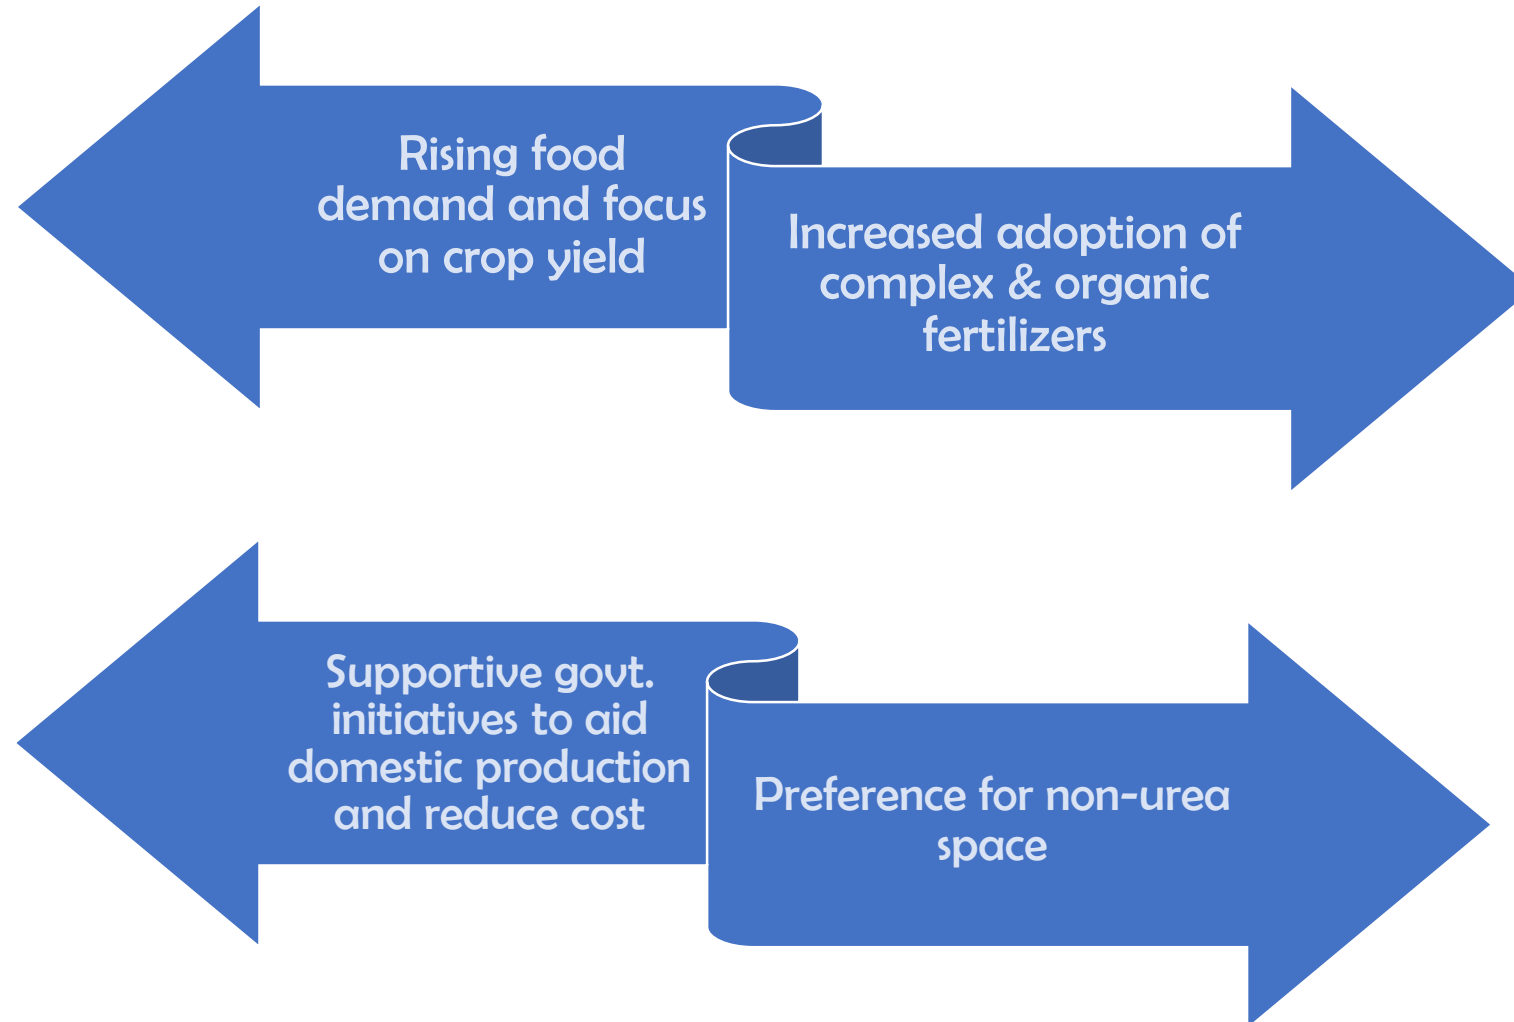 Rising food
demand and focus
on crop yield
Increased adoption of
complex & organic
fertilizers
Supportive govt.
initiatives to aid
domestic production
and reduce cost
Preference for non-urea
space